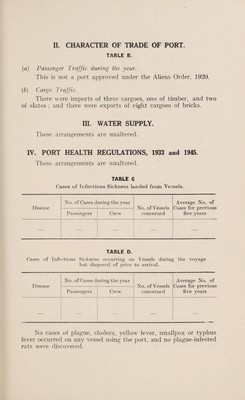 II. CHARACTER OF TRADE OF PORT.
TABLE B.
(a) Passenger Traffic during the year.
This is not a port approved under the Aliens Order, 1920.
(b) Cargo Traffic.
There were imports of three cargoes, one of timber, and two
of slates ; and there were exports of eight cargoes of bricks.
III. WATER SUPPLY.
These arrangements are unaltered.
IV. PORT HEALTH REGULATIONS, 1933 and 1945.
These arrangements are unaltered.
TABLE C
Cases of Infectious Sickness landed from Vessels.
Disease
No. of Cases during the year
Passengers
Crew
No. of Vessels
concerned
Average No. of
Cases for previous
five years
— — — — —
TABLE D.
Cases of Infectious Sickness occurring on Vessels during the voyage
but disposed of prior to arrival.
Disease
No. of Cases during the year
Passengers
Crew
No. of Vessels
concerned
Average No. of
Cases for previous
five years
— — — — —
No cases of plague, cholera, yellow fever, smallpox or typhus
fever occurred on any vessel using the port, and no plague-infested
rats were discovered.